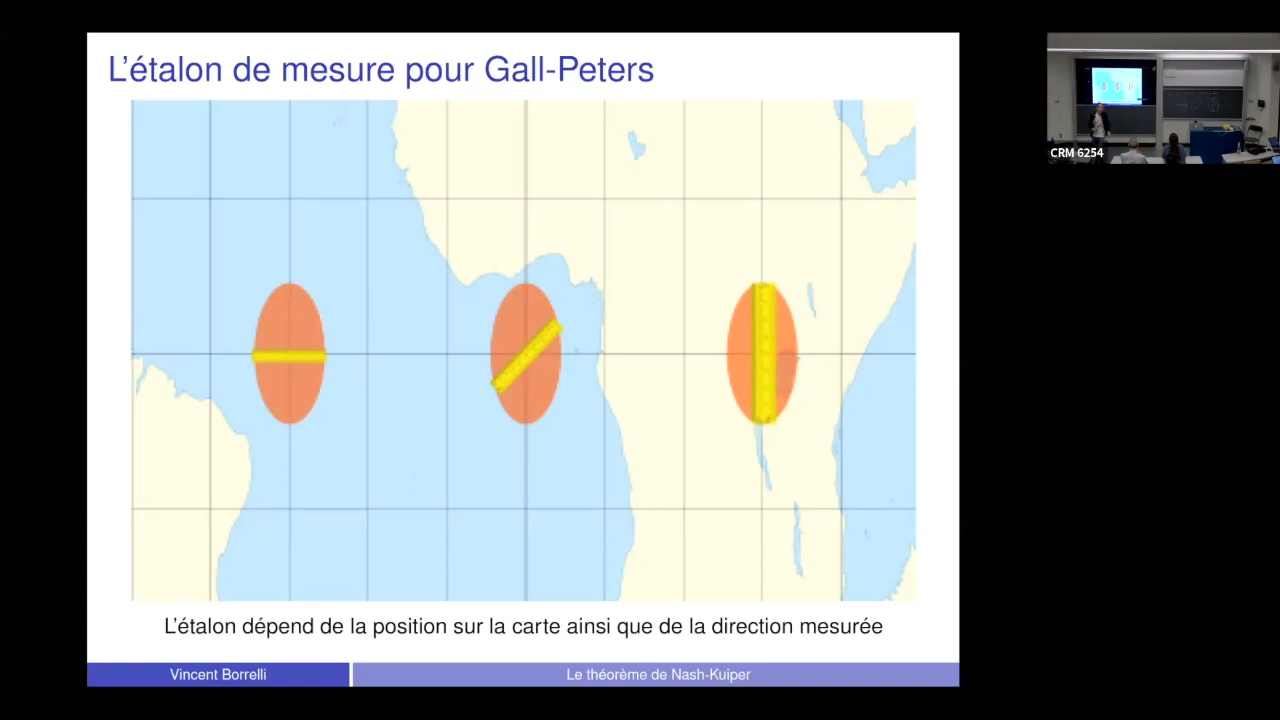 L'étalon de mesure pour Gall-Peters
CRM 6254
L'étalon dépend de la position sur la carte ainsi que de la direction mesurée
Vincent Borrelli
Le théorème de Nash-Kuiper